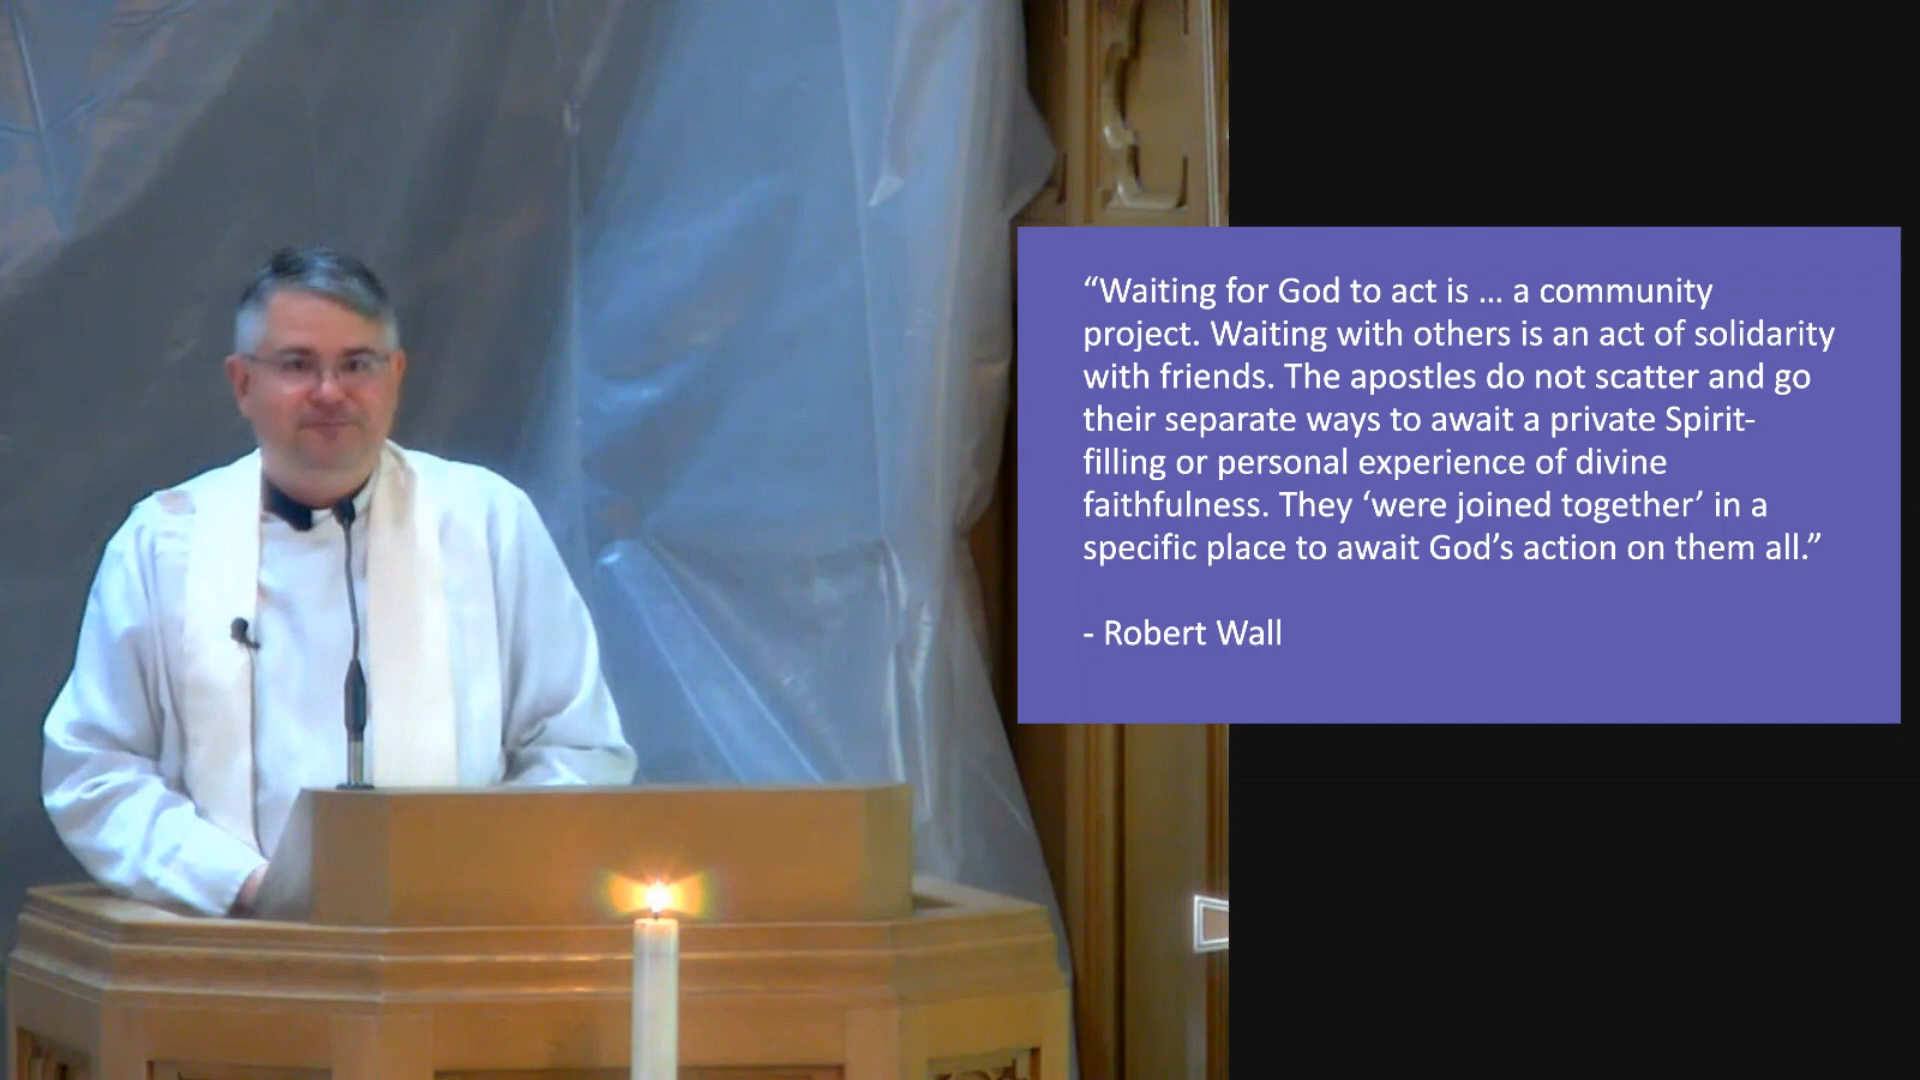 “Waiting for God to act is … a community
project. Waiting with others is an act of solidarity
with friends. The apostles do not scatter and go
their separate ways to await a private Spirit-
filling or personal experience of divine
faithfulness. They ‘were joined together’ in a
specific place to await God’s action on them all.”
- Robert Wall